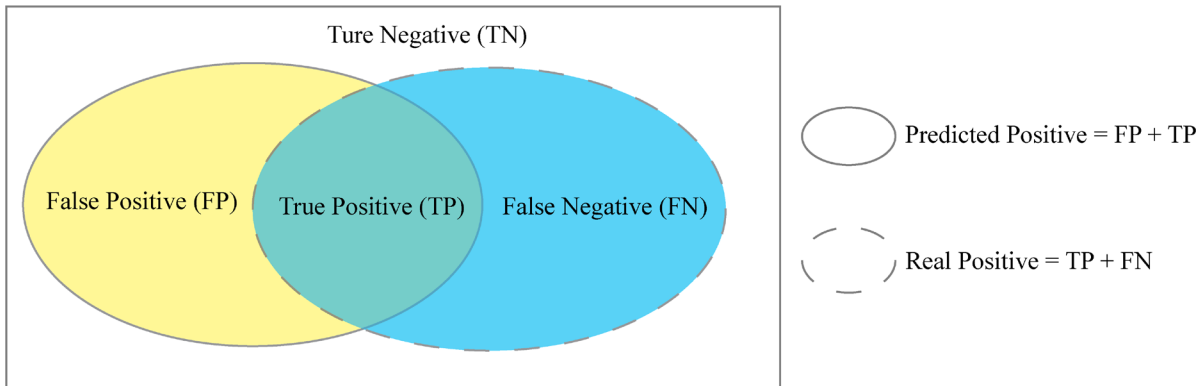 Ture Negative (TN)
False Positive (FP)
True Positive (TP)
False Negative (FN)
Predicted Positive = FP + TP
Real Positive = TP + FN